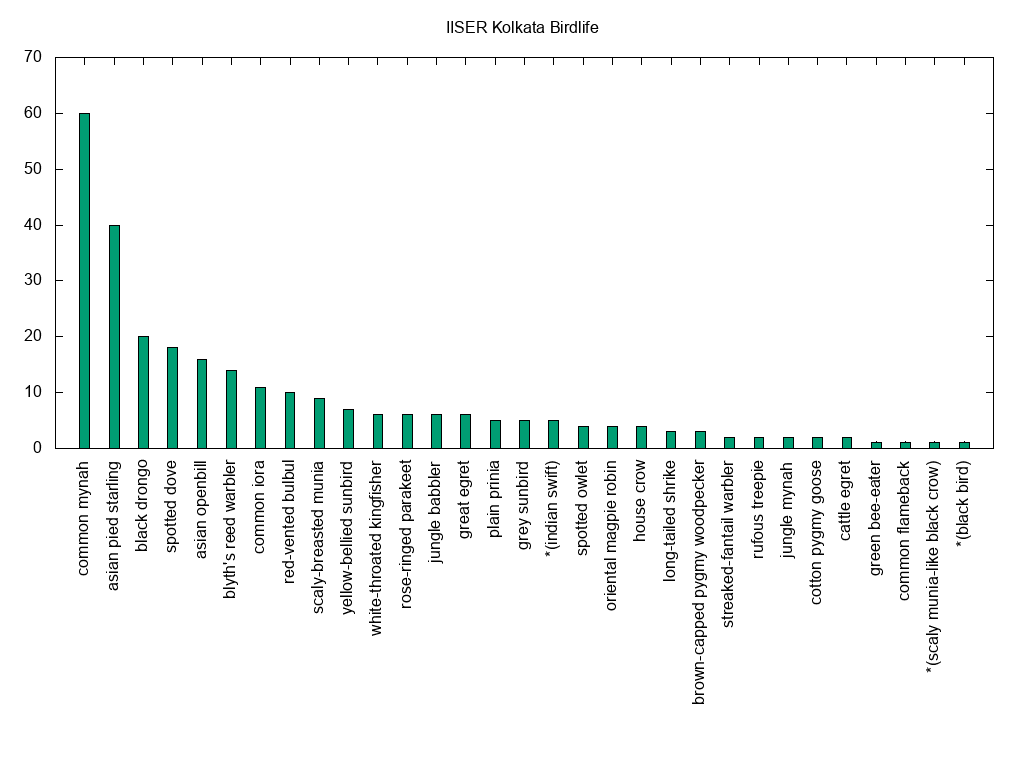 IISER Kolkata Birdlife
70
60
50
40
30
20
10
0
common mynah
asian pied starling
black drongo
spotted dove
asian openbill
blyth's reed warbler
common iora
red-vented bulbul
scaly-breasted munia
yellow-bellied sunbird
white-throated kingfisher
rose-ringed parakeet
jungle babbler
great egret
plain prinia
grey sunbird
*(indian swift)
spotted owlet
oriental magpie robin
house crow
long-tailed shrike
brown-capped pygmy woodpecker
streaked-fantail warbler
rufous treepie
jungle mynah
cotton pygmy goose
cattle egret
green bee-eater
common flameback
*(scaly munia-like black crow)
*(black bird)